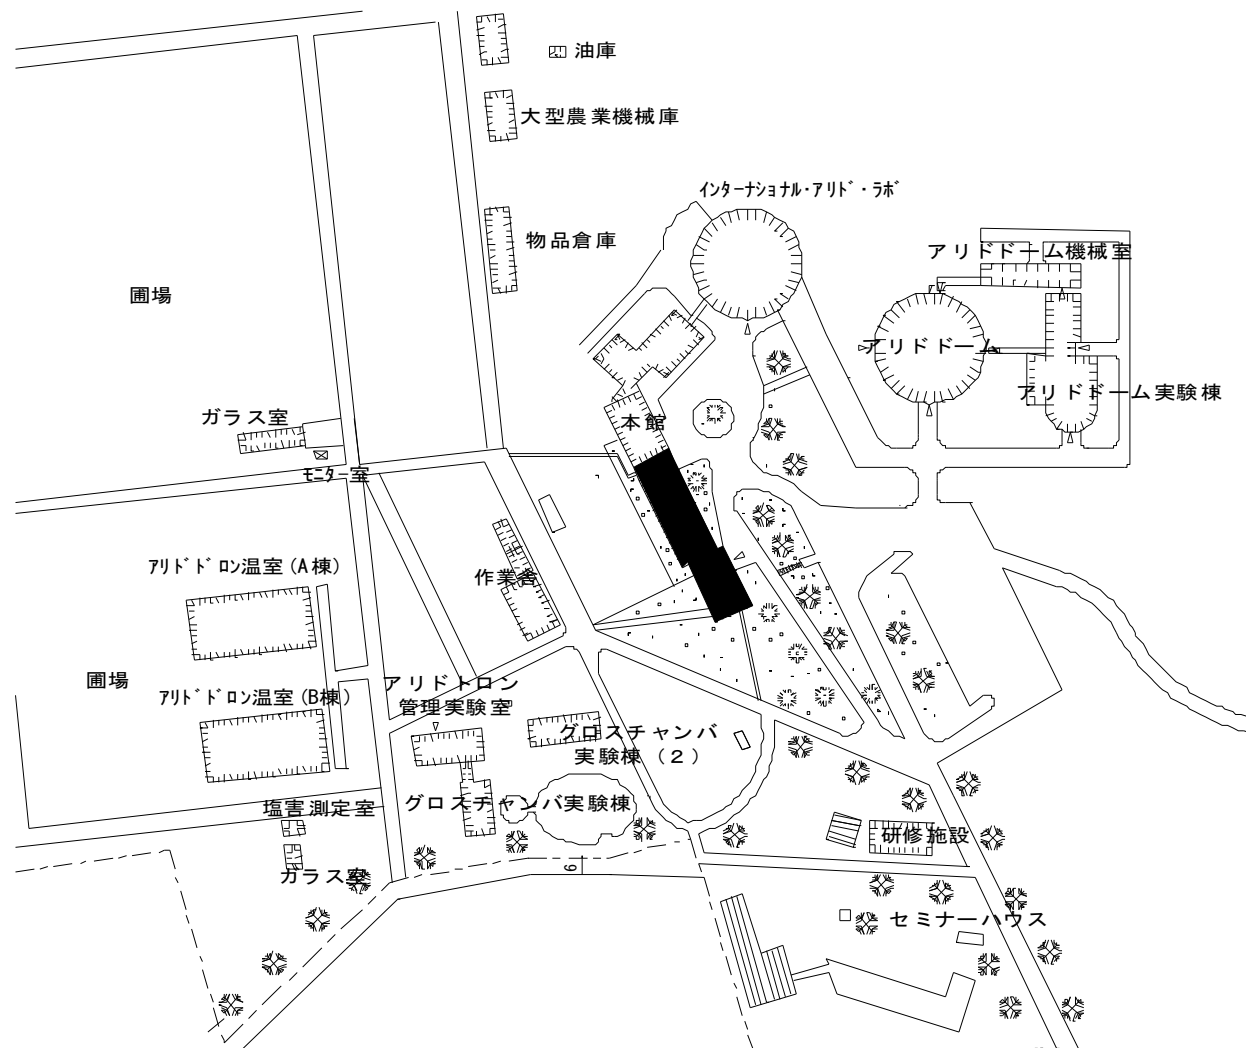 油庫
大型農業機械庫
インターナショナル・アリド・ラボ
物品倉庫
アリドドーム機械室
圃場
アリドドーム
アリドドーム実験棟
ガラス室
本館
モニター室
アリドドロン温室(A棟)
作業舎
圃場
アリドドロン温室(B棟)
アリドトロン
管理実験室
グロスチャンバ
実験棟(2)
塩害測定室
グロスチャンバ実験棟
研修施設
ガラス室
9
セミナーハウス